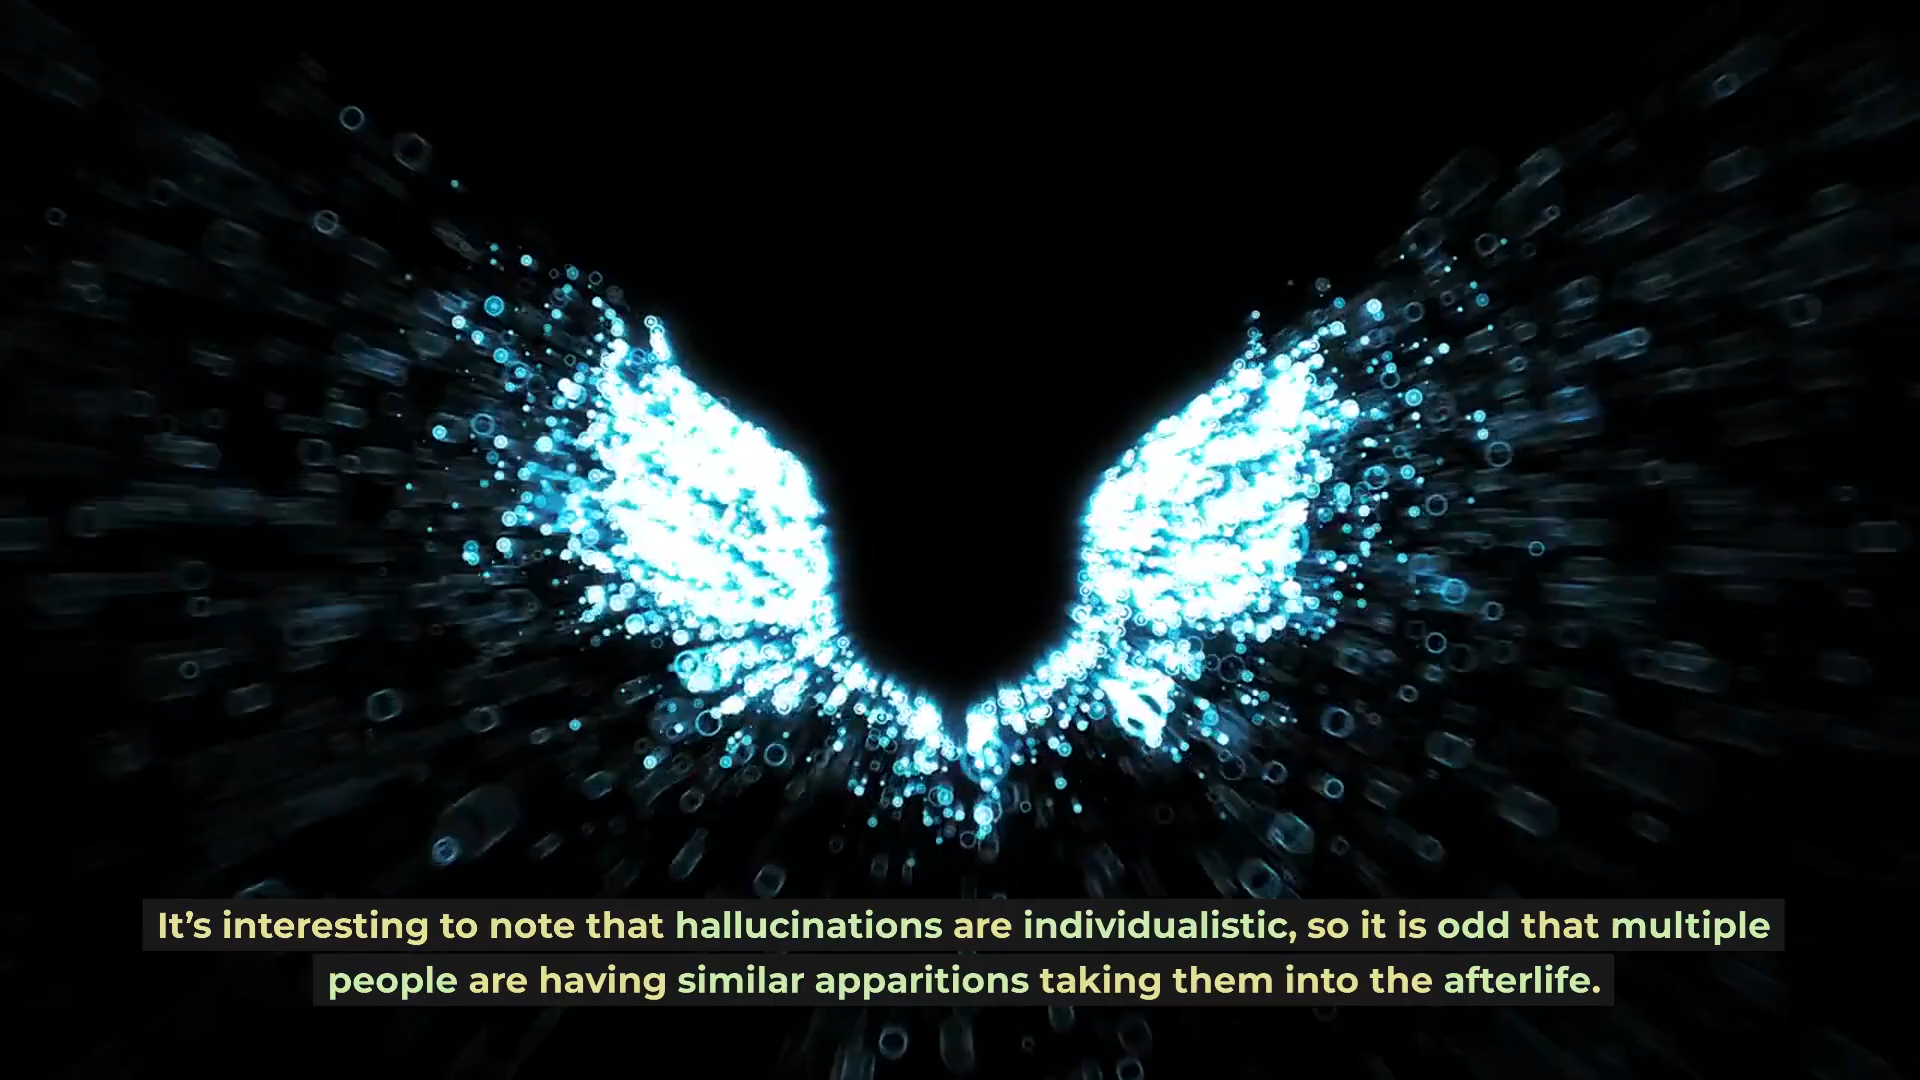 It’s interesting to note that hallucinations are individualistic, so it is odd that multiple
people are having similar apparitions taking them into the afterlife.